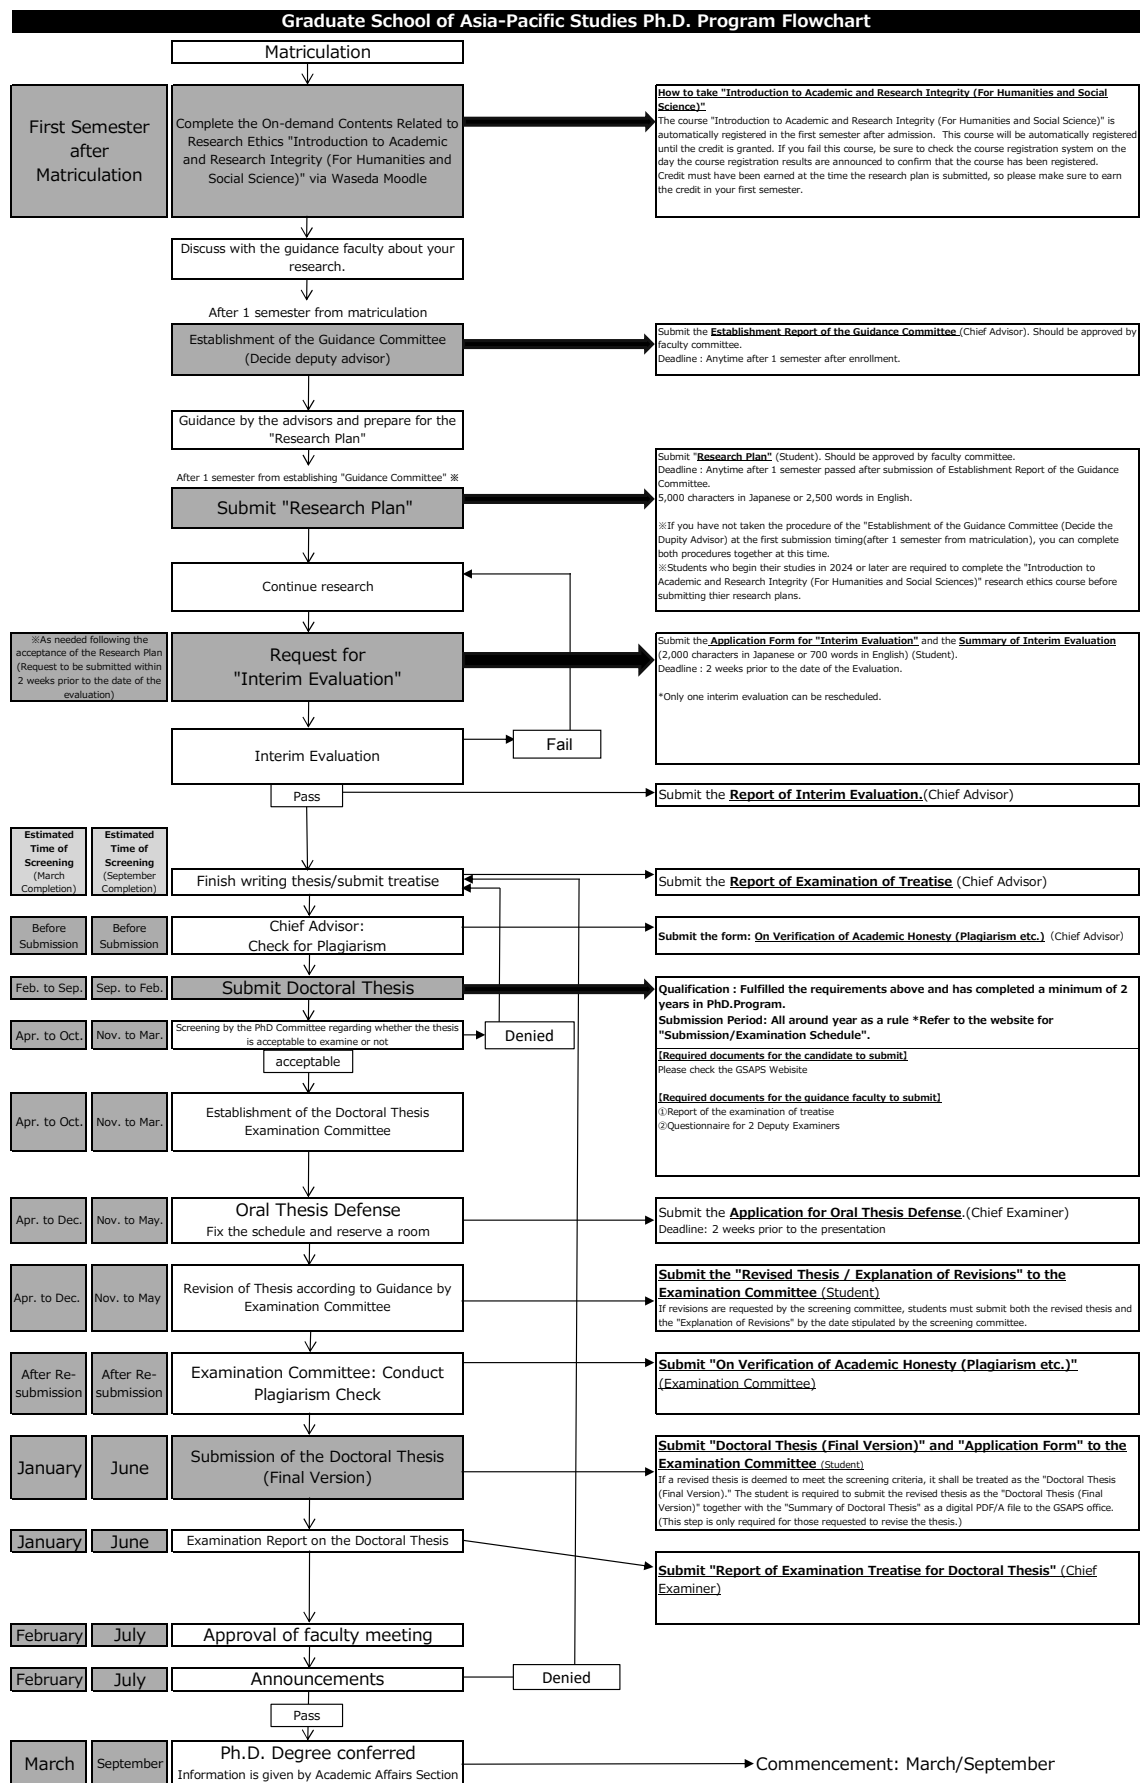 Graduate School of Asia-Pacific Studies Ph.D. Program Flowchart
Matriculation
First Semester
after
Matriculation
Complete the On-demand Contents Related to
Research Ethics "Introduction to Academic
and Research Integrity (For Humanities and
Social Science)" via Waseda Moodle
How to take "Introduction to Academic and Research Integrity (For Humanities and Social
Science)"
The course "Introduction to Academic and Research Integrity (For Humanities and Social Science)" is
automatically registered in the first semester after admission. This course will be automatically registered
until the credit is granted. If you fail this course, be sure to check the course registration system on the
day the course registration results are announced to confirm that the course has been registered.
Credit must have been earned at the time the research plan is submitted, so please make sure to earn
the credit in your first semester.
Discuss with the guidance faculty about your
research.
After 1 semester from matriculation
Establishment of the Guidance Committee
(Decide deputy advisor)
Submit the Establishment Report of the Guidance Committee (Chief Advisor). Should be approved by
faculty committee.
Deadline : Anytime after 1 semester after enrollment.
Guidance by the advisors and prepare for the
"Research Plan"
After 1 semester from establishing "Guidance Committee" ※
Submit "Research Plan"
Submit "Research Plan" (Student). Should be approved by faculty committee.
Deadline : Anytime after 1 semester passed after submission of Establishment Report of the Guidance
Committee.
5,000 characters in Japanese or 2,500 words in English.
※If you have not taken the procedure of the "Establishment of the Guidance Committee (Decide the
Dupity Advisor) at the first submission timing(after 1 semester from matriculation), you can complete
both procedures together at this time.
※Students who begin their studies in 2024 or later are required to complete the "Introduction to
Academic and Research Integrity (For Humanities and Social Sciences)" research ethics course before
submitting thier research plans.
Continue research
※As needed following the
acceptance of the Research Plan
(Request to be submitted within
2 weeks prior to the date of the
evaluation)
Request for
"Interim Evaluation"
Submit the Application Form for "Interim Evaluation" and the Summary of Interim Evaluation
(2,000 characters in Japanese or 700 words in English) (Student).
Deadline : 2 weeks prior to the date of the Evaluation.
*Only one interim evaluation can be rescheduled.
Interim Evaluation
Fail
Pass
Submit the Report of Interim Evaluation.(Chief Advisor)
Estimated
Time of
Screening
(March
Completion)
Estimated
Time of
Screening
(September
Completion)
Finish writing thesis/submit treatise
Submit the Report of Examination of Treatise (Chief Advisor)
Before
Submission
Before
Submission
Chief Advisor:
Check for Plagiarism
Submit the form: On Verification of Academic Honesty (Plagiarism etc.) (Chief Advisor)
Feb. to Sep.
Sep. to Feb.
Submit Doctoral Thesis
Qualification : Fulfilled the requirements above and has completed a minimum of 2
years in PhD.Program.
Submission Period: All around year as a rule *Refer to the website for
"Submission/Examination Schedule".
Apr. to Oct.
Nov. to Mar.
Screening by the PhD Committee regarding whether the thesis
is acceptable to examine or not
Denied
acceptable
【Required documents for the candidate to submit】
Please check the GSAPS Webisite
【Required documents for the guidance faculty to submit】
①Report of the examination of treatise
②Questionnaire for 2 Deputy Examiners
Apr. to Oct.
Nov. to Mar.
Establishment of the Doctoral Thesis
Examination Committee
Apr. to Dec.
Nov. to May.
Oral Thesis Defense
Fix the schedule and reserve a room
Submit the Application for Oral Thesis Defense.(Chief Examiner)
Deadline: 2 weeks prior to the presentation
Apr. to Dec.
Nov. to May
Revision of Thesis according to Guidance by
Examination Committee
Submit the "Revised Thesis / Explanation of Revisions" to the
Examination Committee (Student)
If revisions are requested by the screening committee, students must submit both the revised thesis and
the "Explanation of Revisions" by the date stipulated by the screening committee.
After Re-
submission
After Re-
submission
Examination Committee: Conduct
Plagiarism Check
Submit "On Verification of Academic Honesty (Plagiarism etc.)"
(Examination Committee)
January
June
Submission of the Doctoral Thesis
(Final Version)
Submit "Doctoral Thesis (Final Version)" and "Application Form" to the
Examination Committee (Student)
If a revised thesis is deemed to meet the screening criteria, it shall be treated as the "Doctoral Thesis
(Final Version)." The student is required to submit the revised thesis as the "Doctoral Thesis (Final
Version)" together with the "Summary of Doctoral Thesis" as a digital PDF/A file to the GSAPS office.
(This step is only required for those requested to revise the thesis.)
January
June
Examination Report on the Doctoral Thesis
Submit "Report of Examination Treatise for Doctoral Thesis" (Chief
Examiner)
February
July
Approval of faculty meeting
February
July
Announcements
Denied
Pass
March
September
Ph.D. Degree conferred
Information is given by Academic Affairs Section
Commencement: March/September